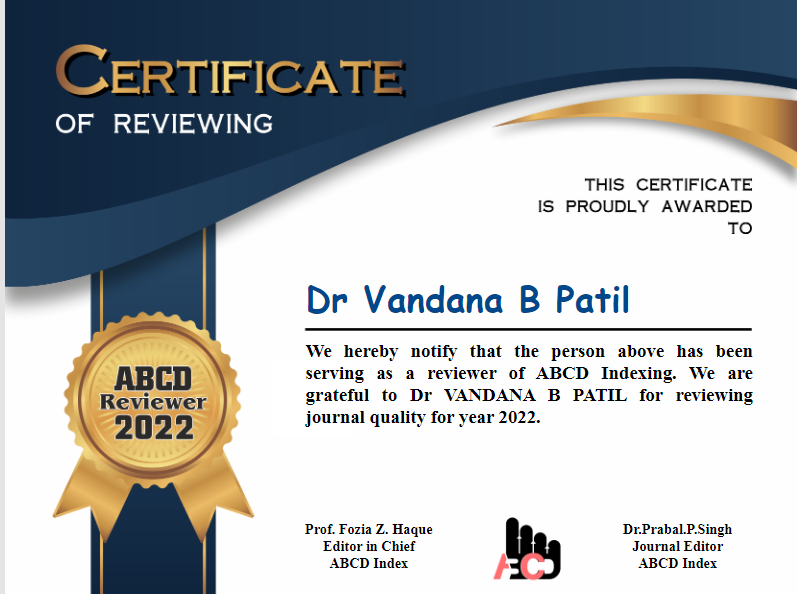 CERTIFICATE
OF REVIEWING
THIS CERTIFICATE
IS PROUDLY AWARDED
TO
Dr Vandana B Patil
We hereby notify that the person above has been
serving as a reviewer of ABCD Indexing. We are
grateful to Dr VANDANA B PATIL for reviewing
journal quality for year 2022.
ABCD
Reviewer
2022
Prof. Fozia Z. Haque
Editor in Chief
ABCD Index
ABCD
Dr.Prabal.P.Singh
Journal Editor
ABCD Index